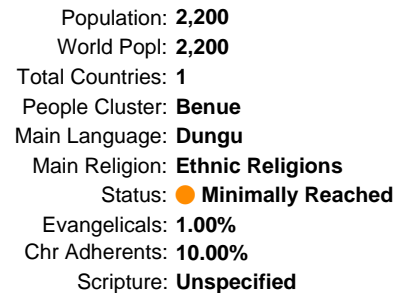 Population: 2,200
World Popl: 2,200
Total Countries: 1
People Cluster: Benue
Main Language: Dungu
Main Religion: Ethnic Religions
Status: Minimally Reached
Evangelicals: 1.00%
Chr Adherents: 10.00%
Scripture: Unspecified